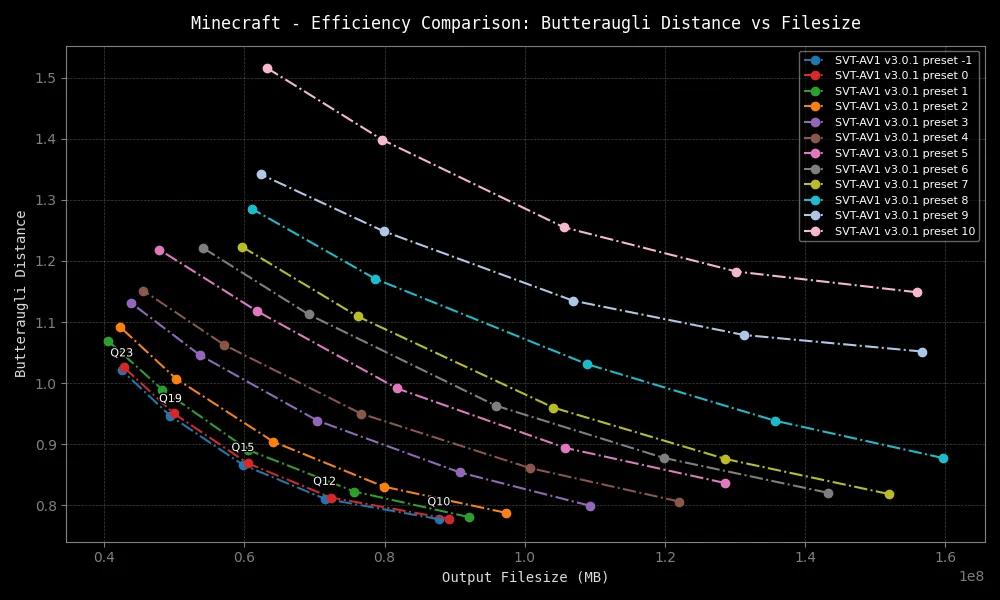 Minecraft - Efficiency Comparison: Butteraugli Distance vs Filesize
SVT-AV1 v3.0.1 preset -1
SVT-AV1 v3.0.1 preset 0
SVT-AV1 v3.0.1 preset 1
SVT-AV1 v3.0.1 preset 2
SVT-AV1 v3.0.1 preset 3
SVT-AV1 v3.0.1 preset 4
SVT-AV1 v3.0.1 preset 5
SVT-AV1 v3.0.1 preset 6
SVT-AV1 v3.0.1 preset 7
SVT-AV1 v3.0.1 preset 8
SVT-AV1 v3.0.1 preset 9
SVT-AV1 v3.0.1 preset 10
Butteraugli Distance
1.5
1.4
1.3
1.2
1.1
1.0
0.9
0.8
Q23
Q19
Q15
Q12
Q10
0.4 0.6 0.8 1.0 1.2 1.4 1.6
1e8
Output Filesize (MB)